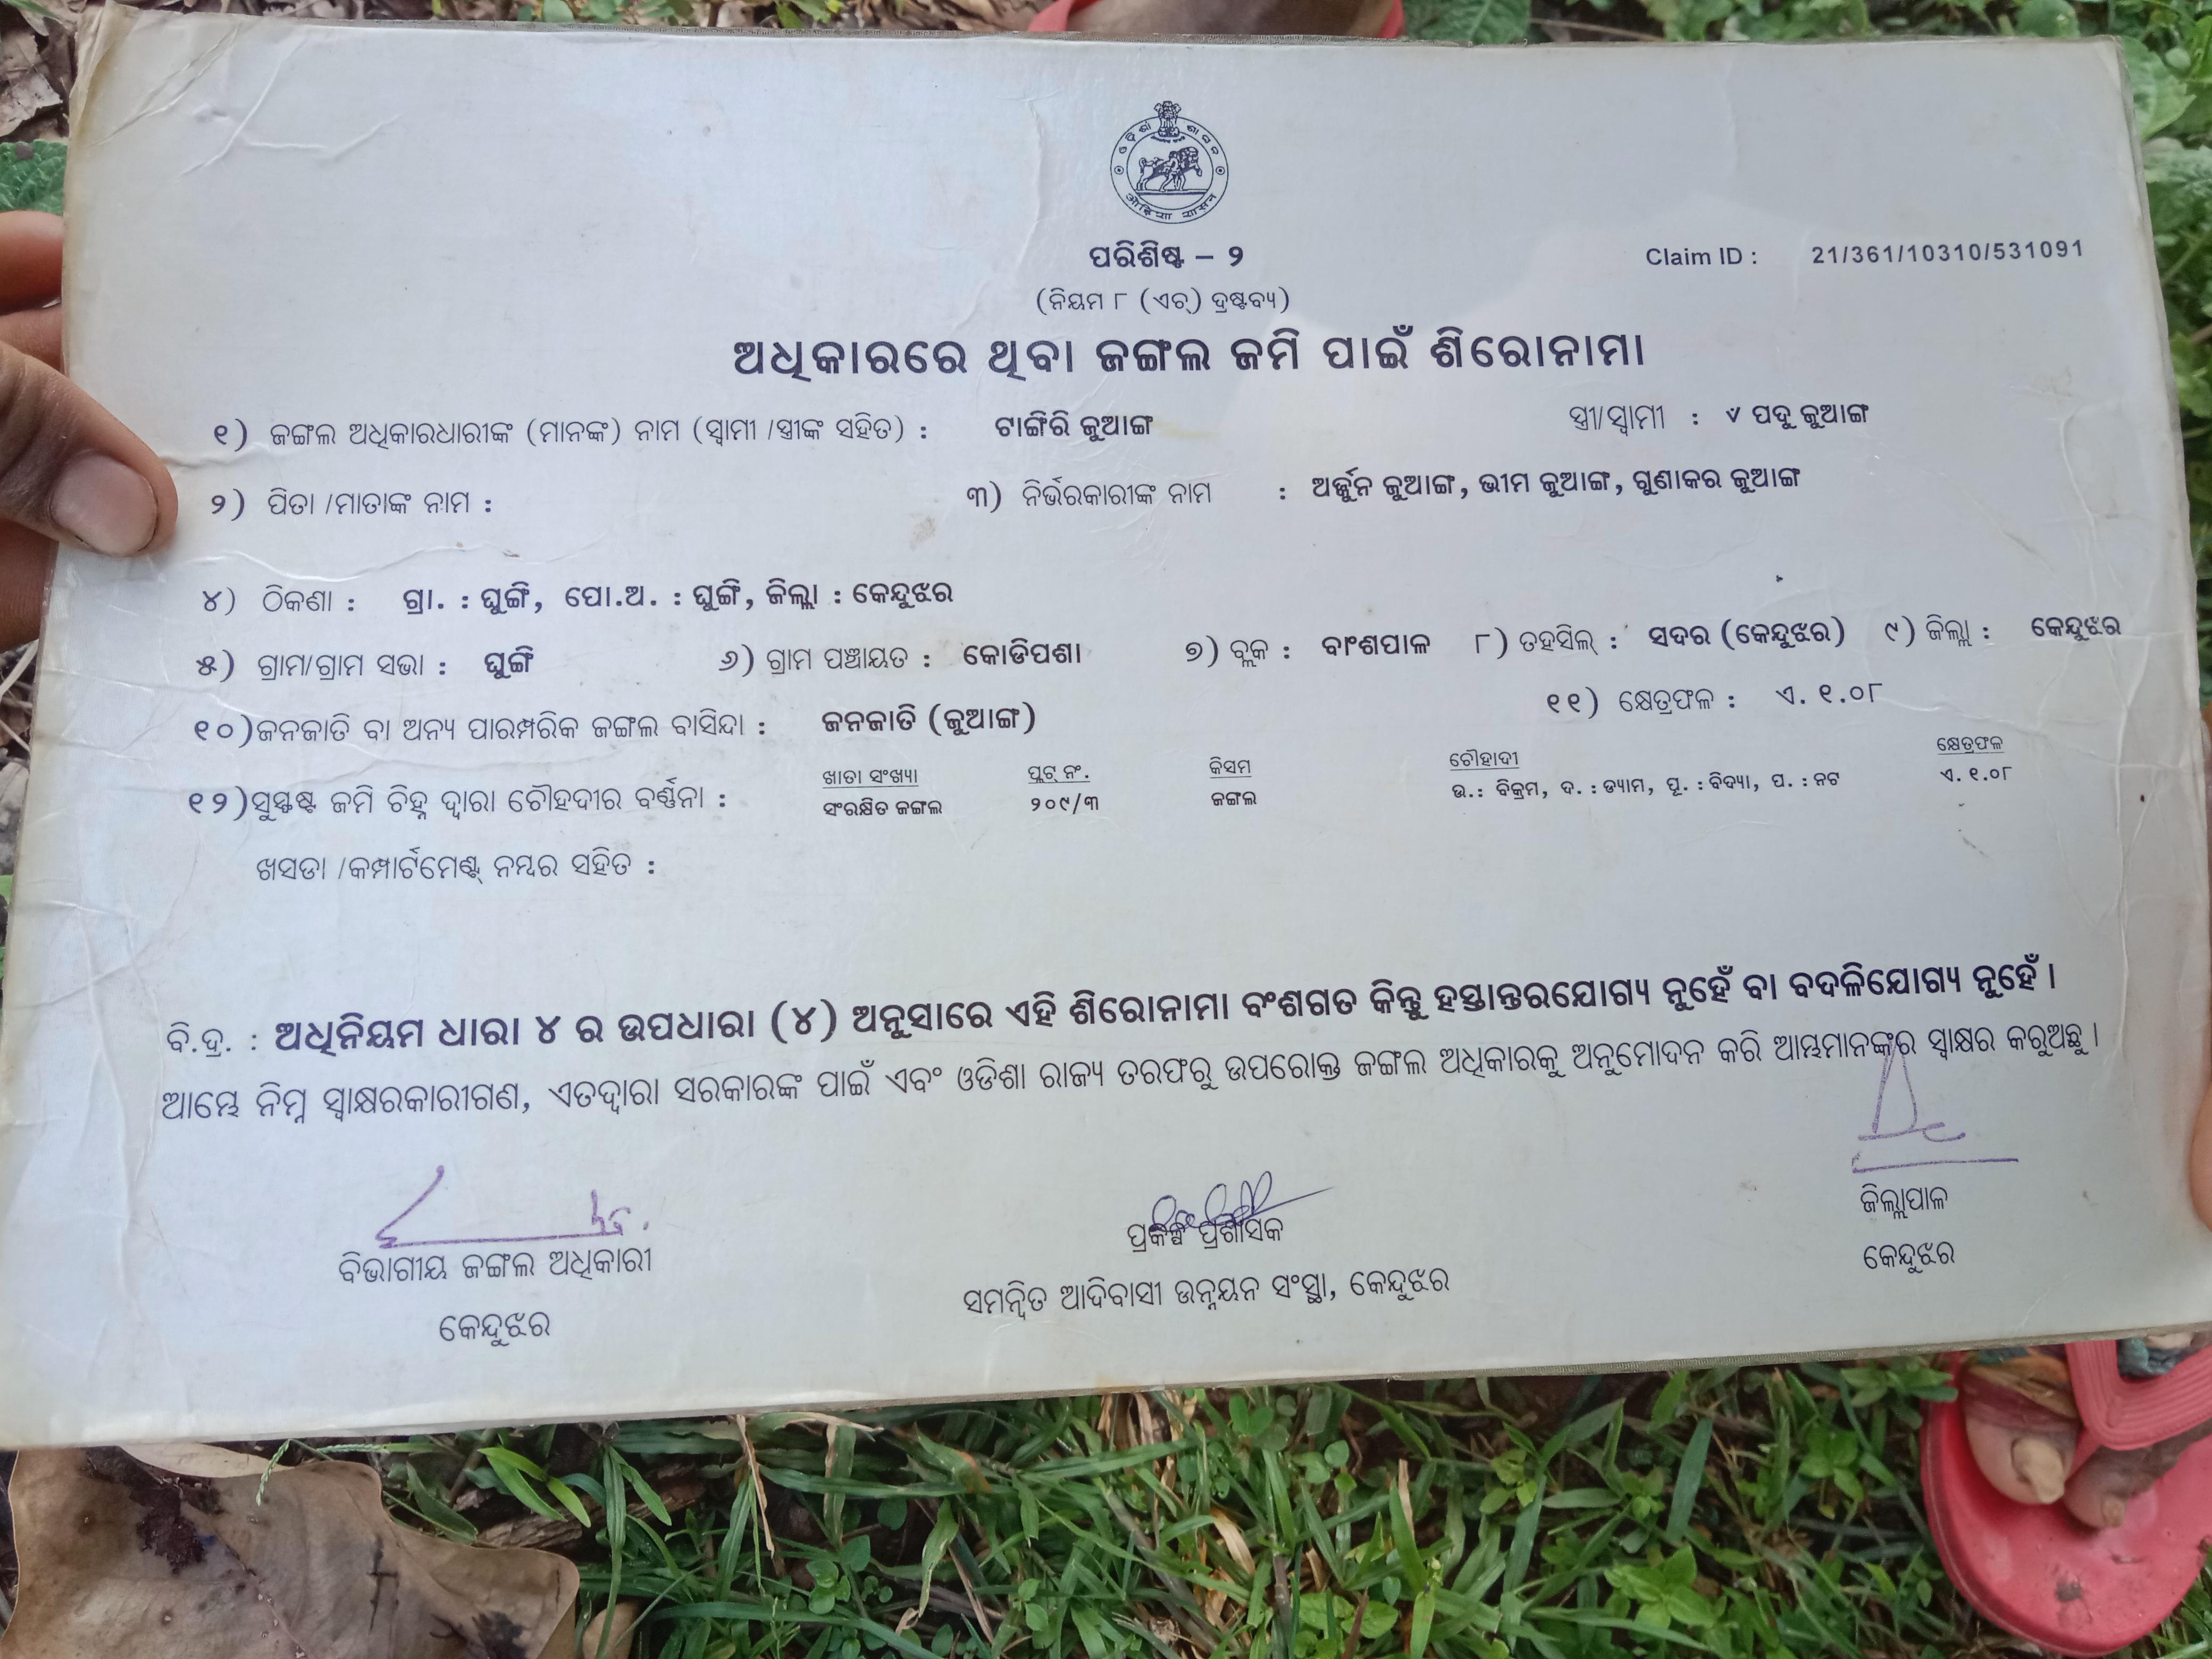 ଓଡ଼ିଶା ଶାସନ
ओड़िशा शासन
ପରିଶିଷ୍ଟ – ୨
Claim ID : 21/361/10310/531091
(ନିୟମ ୮ (ଏଚ୍) ଦ୍ରଷ୍ଟବ୍ୟ)
ଅଧିକାରରେ ଥିବା ଜଙ୍ଗଲ ଜମି ପାଇଁ ଶିରୋନାମା
୧) ଜଙ୍ଗଲ ଅଧିକାରଧାରୀଙ୍କ (ମାନଙ୍କ) ନାମ (ସ୍ୱାମୀ /ସ୍ତ୍ରୀଙ୍କ ସହିତ) : ଟାଙ୍ଗିରି ଜୁଆଙ୍ଗ ସ୍ତ୍ରୀ/ସ୍ୱାମୀ : ୰ ପଦୁ ଜୁଆଙ୍ଗ
୨) ପିତା /ମାତାଙ୍କ ନାମ : ୩) ନିର୍ଭରକାରୀଙ୍କ ନାମ : ଅର୍ଜ୍ଜୁନ ଜୁଆଙ୍ଗ, ଭୀମ ଜୁଆଙ୍ଗ, ଗୁଣାକର ଜୁଆଙ୍ଗ
୪) ଠିକଣା : ଗ୍ରା. : ଘୁଙ୍ଗି, ପୋ.ଅ. : ଘୁଙ୍ଗି, ଜିଲ୍ଲା : କେନ୍ଦୁଝର
୫) ଗ୍ରାମ/ଗ୍ରାମ ସଭା : ଘୁଙ୍ଗି ୬) ଗ୍ରାମ ପଞ୍ଚାୟତ : କୋଡିପଶା ୭) ବ୍ଲକ : ବାଂଶପାଳ ୮) ତହସିଲ୍ : ସଦର (କେନ୍ଦୁଝର) ୯) ଜିଲ୍ଲା : କେନ୍ଦୁଝର
୧୦)ଜନଜାତି ବା ଅନ୍ୟ ପାରମ୍ପରିକ ଜଙ୍ଗଲ ବାସିନ୍ଦା : ଜନଜାତି (ଜୁଆଙ୍ଗ) ୧୧) କ୍ଷେତ୍ରଫଳ : ଏ. ୧.୦୮
ଖାତା ସଂଖ୍ୟା ପ୍ଲଟ୍ ନଂ. କିସମ ଚୌହାଦୀ କ୍ଷେତ୍ରଫଳ
୧୨)ସୁସ୍ପଷ୍ଟ ଜମି ଚିହ୍ନ ଦ୍ୱାରା ଚୌହଦୀର ବର୍ଣ୍ଣନା : ସଂରକ୍ଷିତ ଜଙ୍ଗଲ ୨୦୯/୩ ଜଙ୍ଗଲ ଉ.: ବିକ୍ରମ, ଦ. : ଡ୍ୟାମ, ପୂ. : ବିଦ୍ୟା, ପ. : ନଟ ଏ. ୧.୦୮
ଖସଡା /କମ୍ପାର୍ଟମେଣ୍ଟ୍ ନମ୍ବର ସହିତ :
ବି.ଦ୍ର. : ଅଧିନିୟମ ଧାରା ୪ ର ଉପଧାରା (୪) ଅନୁସାରେ ଏହି ଶିରୋନାମା ବଂଶଗତ କିନ୍ତୁ ହସ୍ତାନ୍ତରଯୋଗ୍ୟ ନୁହେଁ ବା ବଦଳିଯୋଗ୍ୟ ନୁହେଁ ।
ଆମ୍ଭେ ନିମ୍ନ ସ୍ୱାକ୍ଷରକାରୀଗଣ, ଏତଦ୍ୱାରା ସରକାରଙ୍କ ପାଇଁ ଏବଂ ଓଡିଶା ରାଜ୍ୟ ତରଫରୁ ଉପରୋକ୍ତ ଜଙ୍ଗଲ ଅଧିକାରକୁ ଅନୁମୋଦନ କରି ଆମ୍ଭମାନଙ୍କର ସ୍ୱାକ୍ଷର କରୁଅଛୁ ।
ବିଭାଗୀୟ ଜଙ୍ଗଲ ଅଧିକାରୀ
କେନ୍ଦୁଝର
ପ୍ରକଳ୍ପ ପ୍ରଶାସକ
ସମନ୍ୱିତ ଆଦିବାସୀ ଉନ୍ନୟନ ସଂସ୍ଥା, କେନ୍ଦୁଝର
ଜିଲ୍ଲାପାଳ
କେନ୍ଦୁଝର